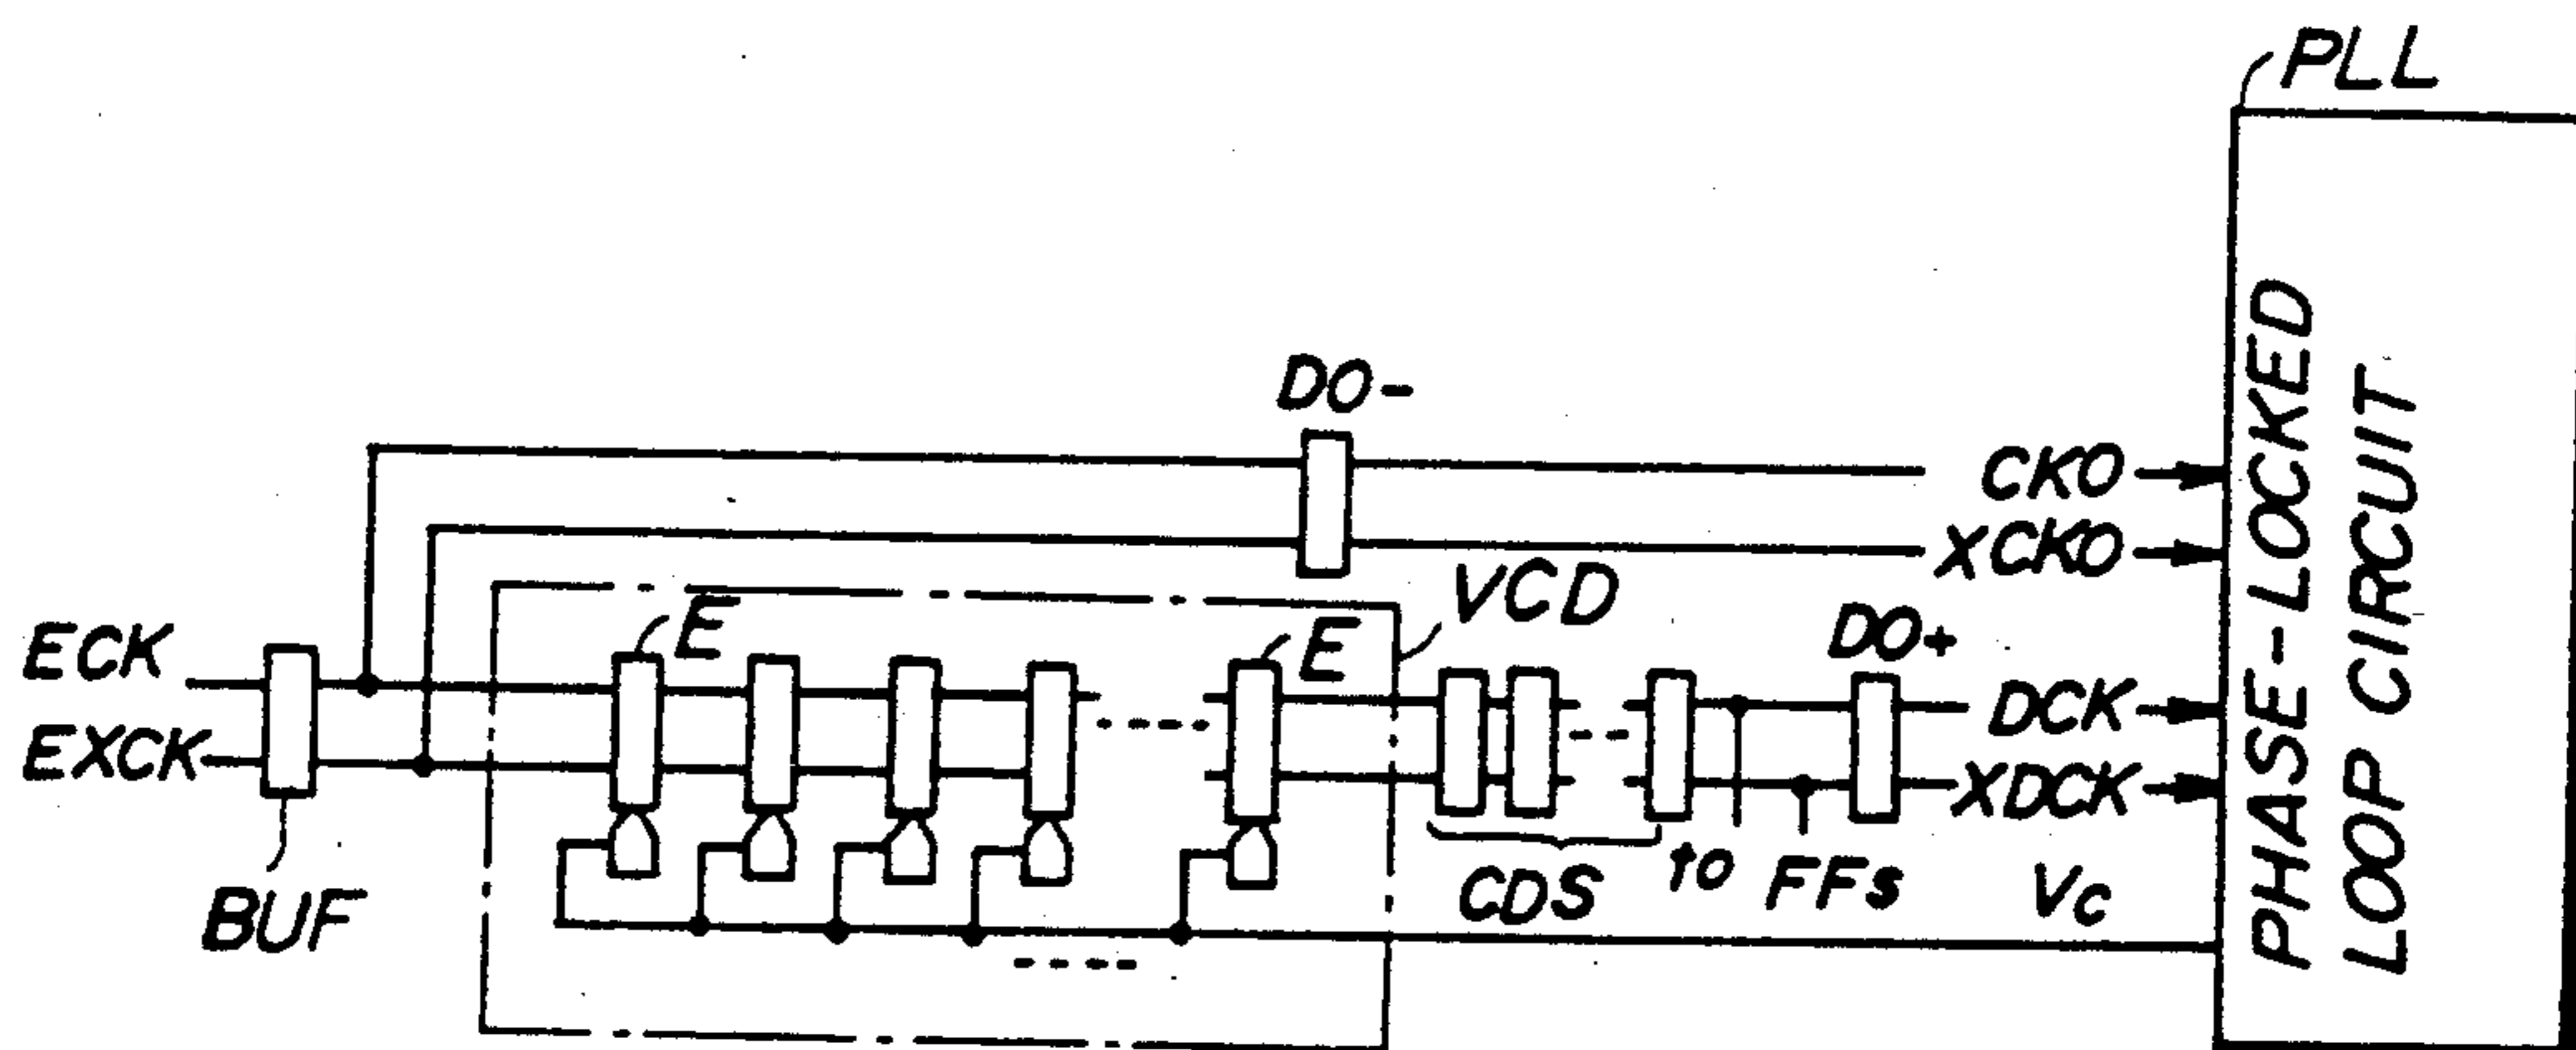 PLL
PHASE-LOCKED
LOOP CIRCUIT
DO-
CKO
XCKO
VCD
E
E
DO+
ECK
EXCK
DCK
XDCK
BUF
CDS
to FFs
Vc